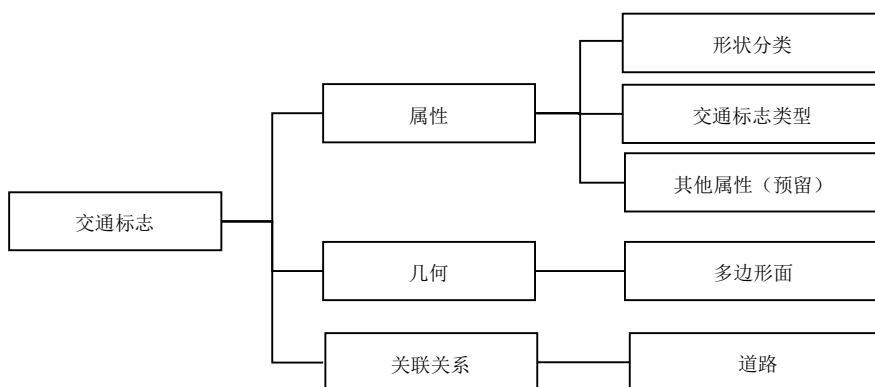 形状分类
属性
交通标志类型
其他属性（预留）
交通标志
几何
多边形面
关联关系
道路